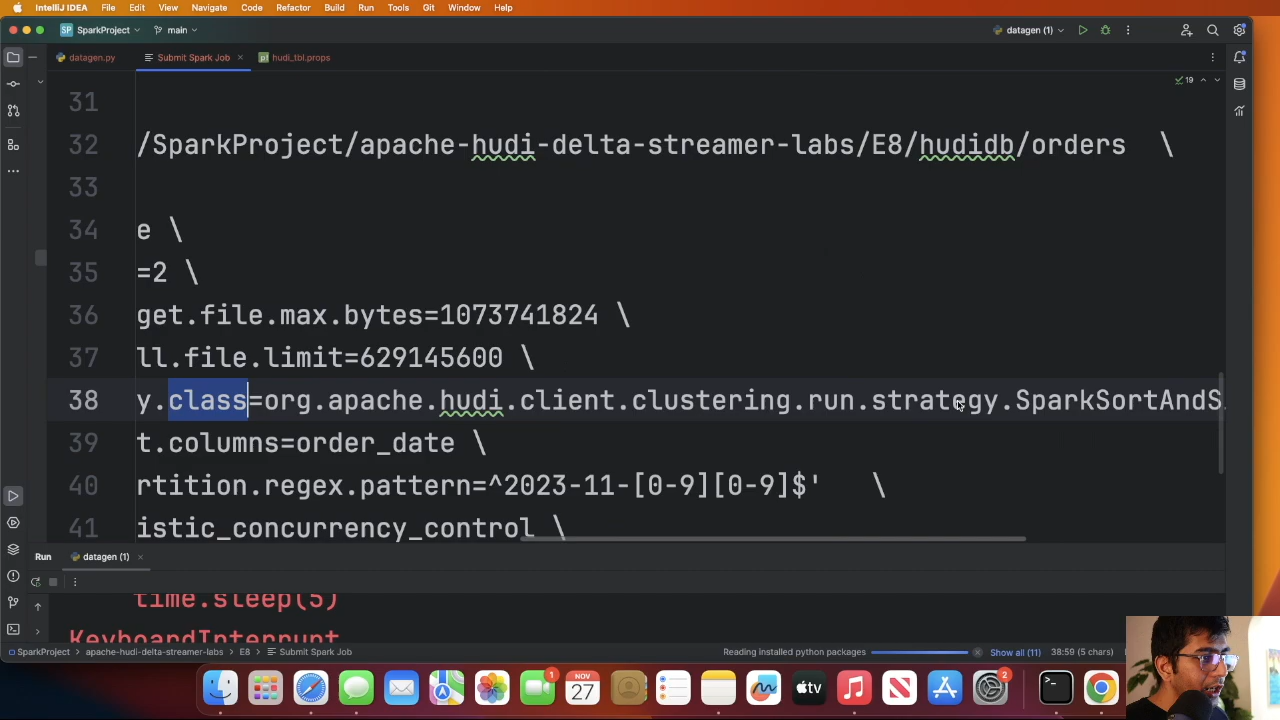 IntelliJ IDEA File Edit View Navigate Code Refactor Build Run Tools Git Window Help
SP SparkProject main datagen (1)
datagen.py Submit Spark Job hudi_tbl.props
19
31
32 /SparkProject/apache-hudi-delta-streamer-labs/E8/hudidb/orders \
33
34 e \
35 =2 \
36 get.file.max.bytes=1073741824 \
37 ll.file.limit=629145600 \
38 y.class=org.apache.hudi.client.clustering.run.strategy.SparkSortAndS
39 t.columns=order_date \
40 rtition.regex.pattern=^2023-11-[0-9][0-9]$' \
41 istic_concurrency_control \
Run datagen (1)
time.sleep(5)
KeyboardInterrupt
SparkProject apache-hudi-delta-streamer-labs E8 Submit Spark Job Reading installed python packages Show all (11) 38:59 (5 chars)
1
NOV
27
tv
2
>_